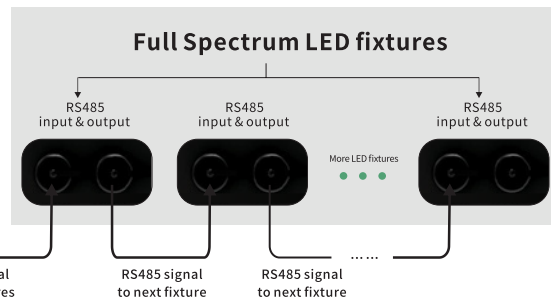 Full Spectrum LED fixtures
RS485
input & output
RS485
input & output
More LED fixtures
RS485
input & output
......
RS485 signal
to next fixture
RS485 signal
to next fixture